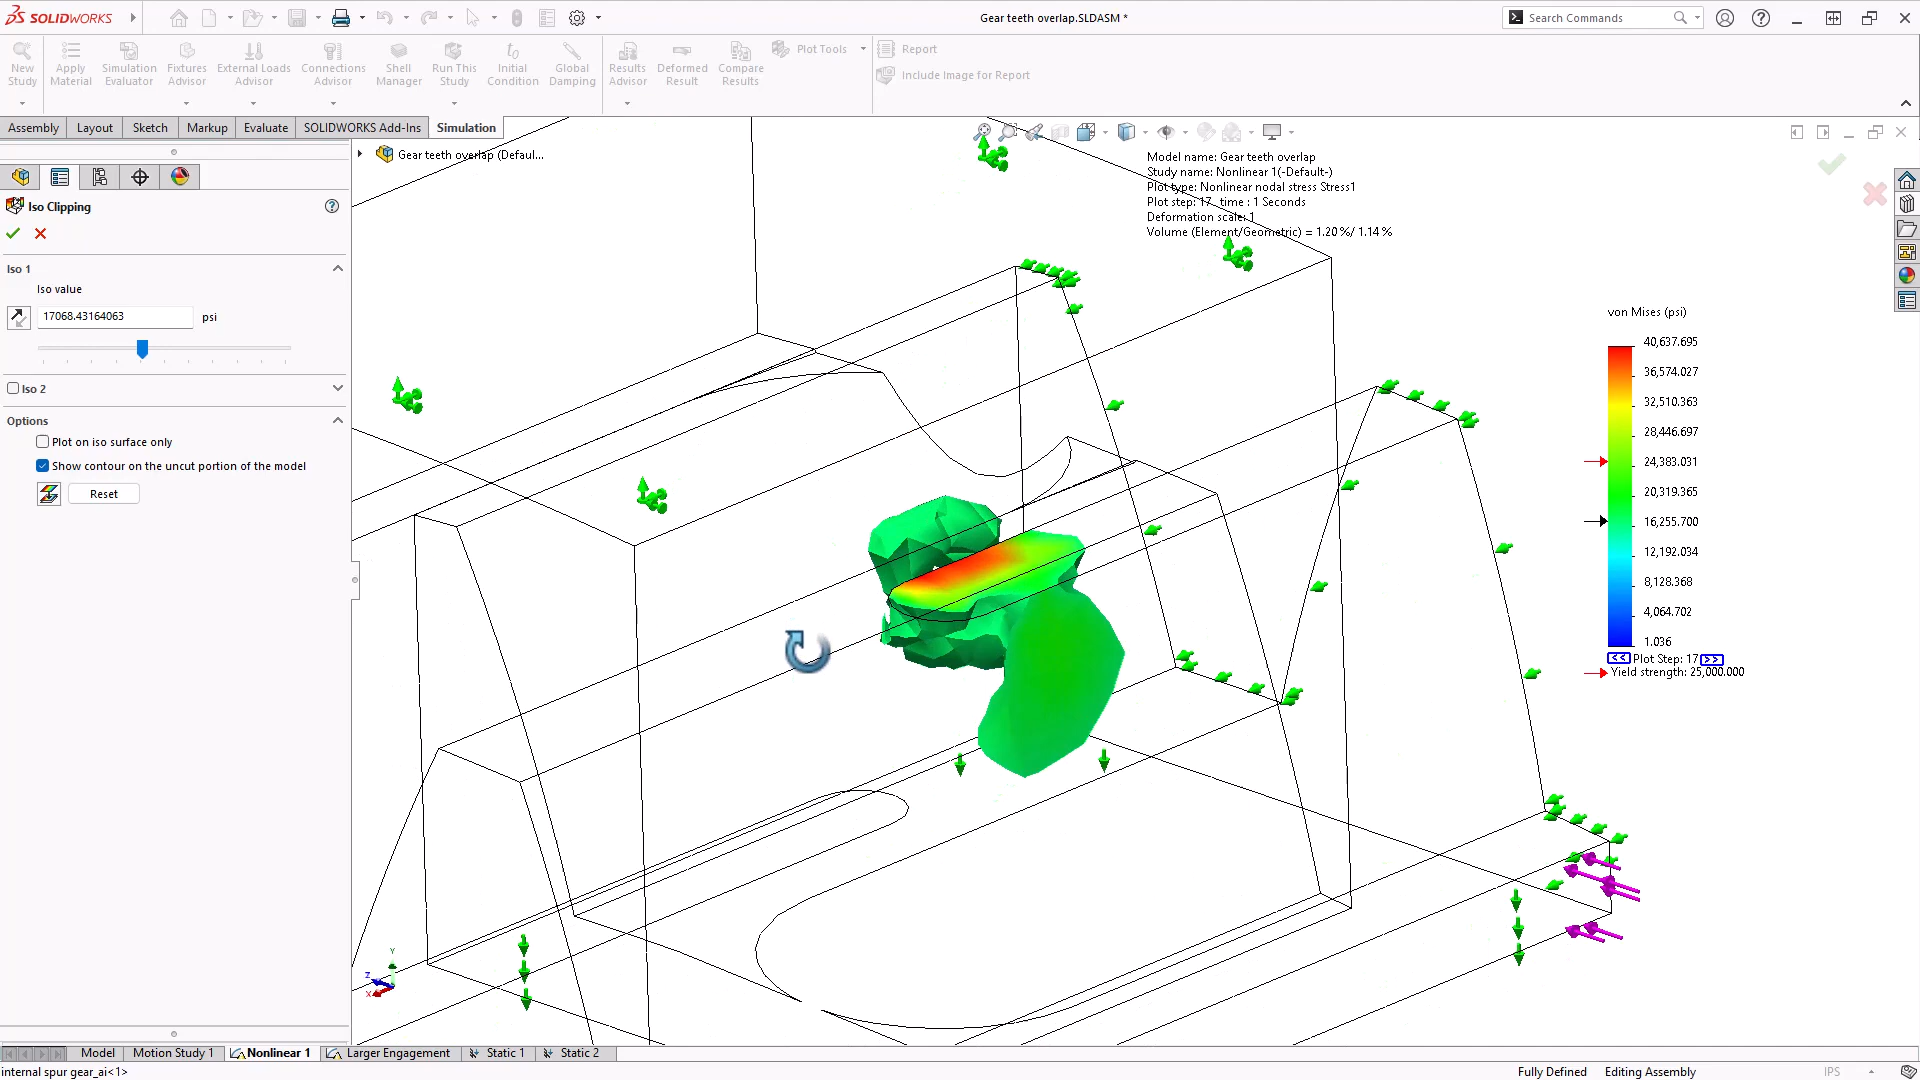 SOLIDWORKS
Gear teeth overlap.SLDASM *
Search Commands
New Study
Apply Material
Simulation Evaluator
Fixtures Advisor
External Loads Advisor
Connections Advisor
Shell Manager
Run This Study
Initial Condition
Global Damping
Results Advisor
Deformed Result
Compare Results
Plot Tools
Report
Include Image for Report
Assembly
Layout
Sketch
Markup
Evaluate
SOLIDWORKS Add-Ins
Simulation
Gear teeth overlap (Defaul...
Iso Clipping
Iso 1
Iso value
17068.43164063 psi
Iso 2
Options
Plot on iso surface only
Show contour on the uncut portion of the model
Reset
Model name: Gear teeth overlap
Study name: Nonlinear 1(-Default-)
Plot type: Nonlinear nodal stress Stress1
Plot step: 17 time : 1 Seconds
Deformation scale: 1
Volume (Element/Geometric) = 1.20%/ 1.14%
von Mises (psi)
40,637.695
36,574.027
32,510.363
28,446.697
24,383.031
20,319.365
16,255.700
12,192.034
8,128.368
4,064.702
1.036
<< Plot Step: 17 >>
Yield strength: 25,000.000
Y
Z
X
Model
Motion Study 1
Nonlinear 1
Larger Engagement
Static 1
Static 2
internal spur gear_ai<1>
Fully Defined
Editing Assembly
IPS